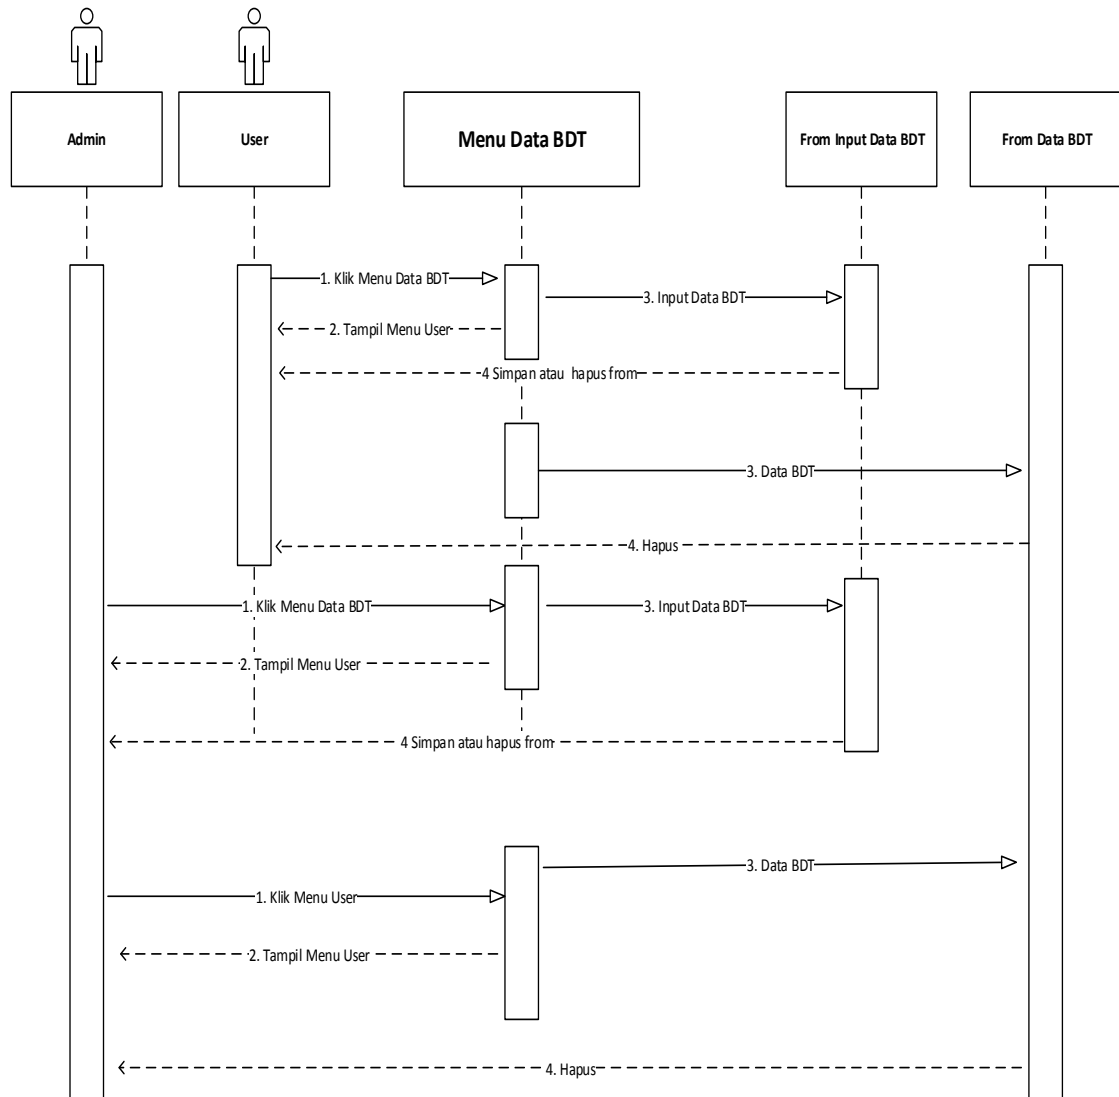 Admin
User
Menu Data BDT
From Input Data BDT
From Data BDT
1. Klik Menu Data BDT
3. Input Data BDT
2. Tampil Menu User
4 Simpan atau hapus from
3. Data BDT
4. Hapus
1. Klik Menu Data BDT
3. Input Data BDT
2. Tampil Menu User
4 Simpan atau hapus from
3. Data BDT
1. Klik Menu User
2. Tampil Menu User
4. Hapus